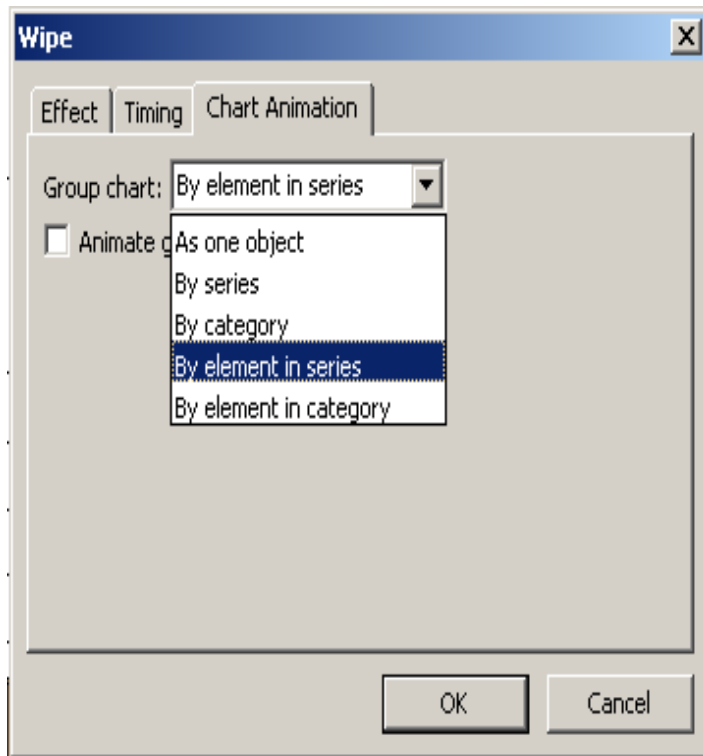 Wipe
Effect Timing Chart Animation
Group chart: By element in series
Animate g
As one object
By series
By category
By element in series
By element in category
OK Cancel